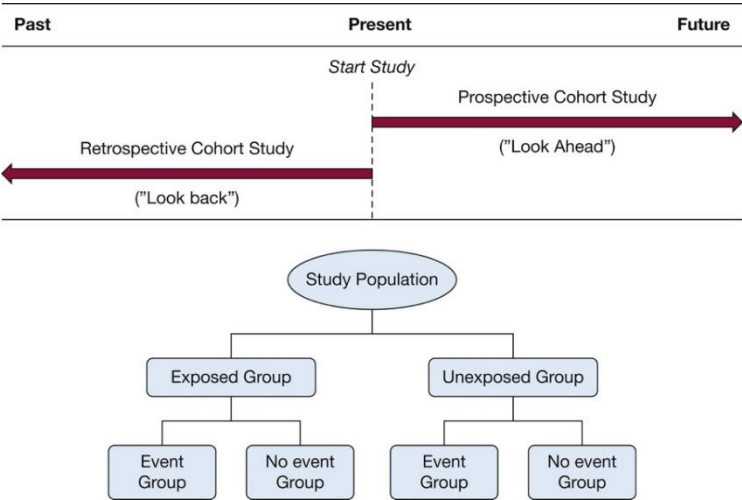 Past Present Future
Start Study
Prospective Cohort Study
("Look Ahead")
Retrospective Cohort Study
("Look back")
Study Population
Exposed Group Unexposed Group
Event No event Event No event
Group Group Group Group